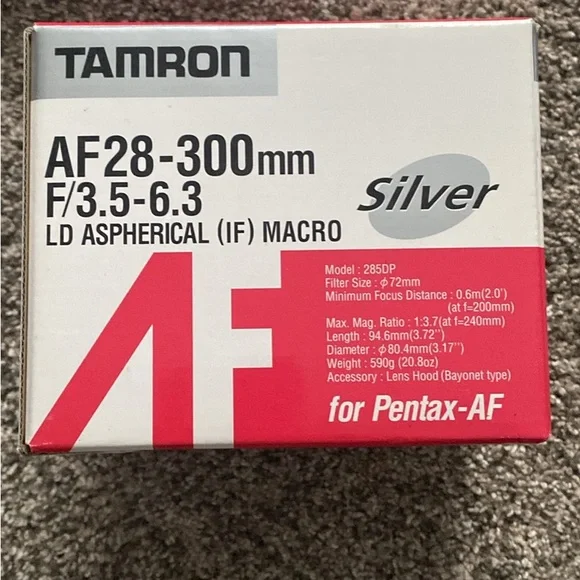 TAMRON
AF28-300mm
F/3.5-6.3
LD ASPHERICAL (IF) MACRO
Silver
AF
Model : 285DP
Filter Size : ϕ72mm
Minimum Focus Distance : 0.6m(2.0')
(at f=200mm)
Max. Mag. Ratio : 1:3.7(at f=240mm)
Length : 94.6mm(3.72")
Diameter : ϕ80.4mm(3.17")
Weight : 590g (20.8oz)
Accessory : Lens Hood (Bayonet type)
for Pentax-AF